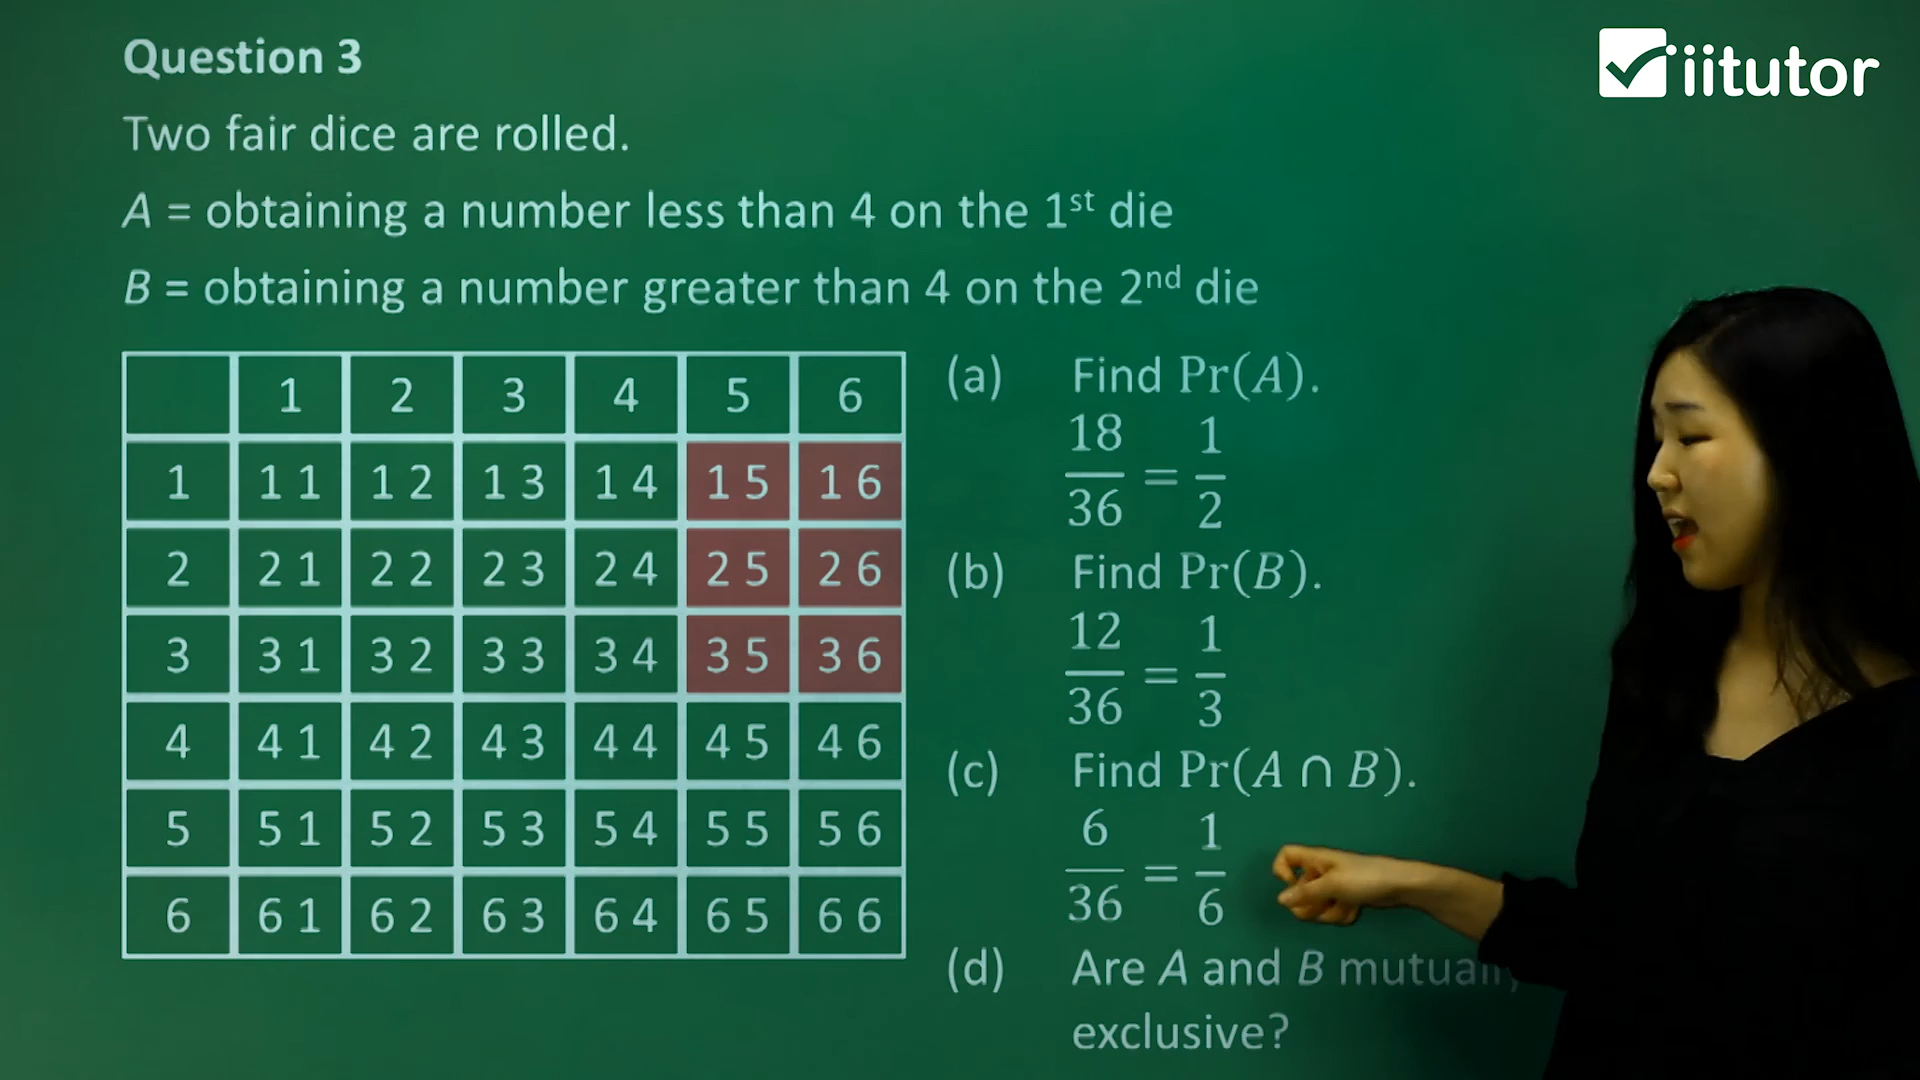 Question 3
iitutor
Two fair dice are rolled.
A = obtaining a number less than 4 on the 1st die
B = obtaining a number greater than 4 on the 2nd die
1 2 3 4 5 6
1 1 1 1 2 1 3 1 4 1 5 1 6
2 2 1 2 2 2 3 2 4 2 5 2 6
3 3 1 3 2 3 3 3 4 3 5 3 6
4 4 1 4 2 4 3 4 4 4 5 4 6
5 5 1 5 2 5 3 5 4 5 5 5 6
6 6 1 6 2 6 3 6 4 6 5 6 6
(a) Find Pr(A).
18/36 = 1/2
(b) Find Pr(B).
12/36 = 1/3
(c) Find Pr(A ∩ B).
6/36 = 1/6
(d) Are A and B
exclusive?